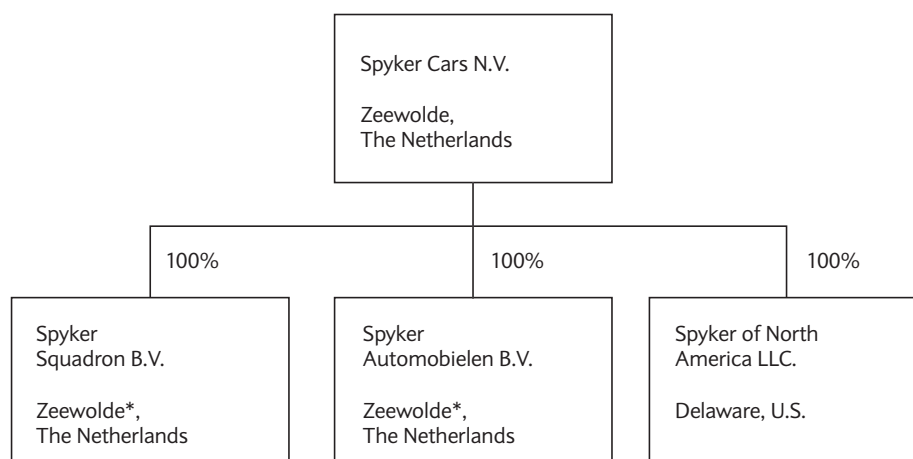 Spyker Cars N.V.
Zeewolde,
The Netherlands
100%
100%
100%
Spyker
Squadron B.V.
Zeewolde*,
The Netherlands
Spyker
Automobielen B.V.
Zeewolde*,
The Netherlands
Spyker of North
America LLC.
Delaware, U.S.